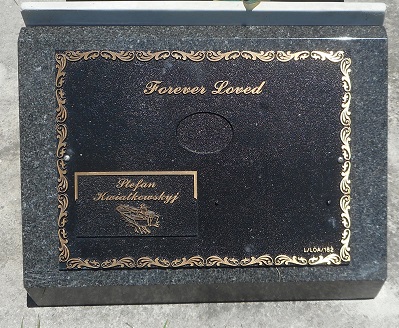 Forever Loved
Stefan
Kwiatkowskyj
L/LOA/182